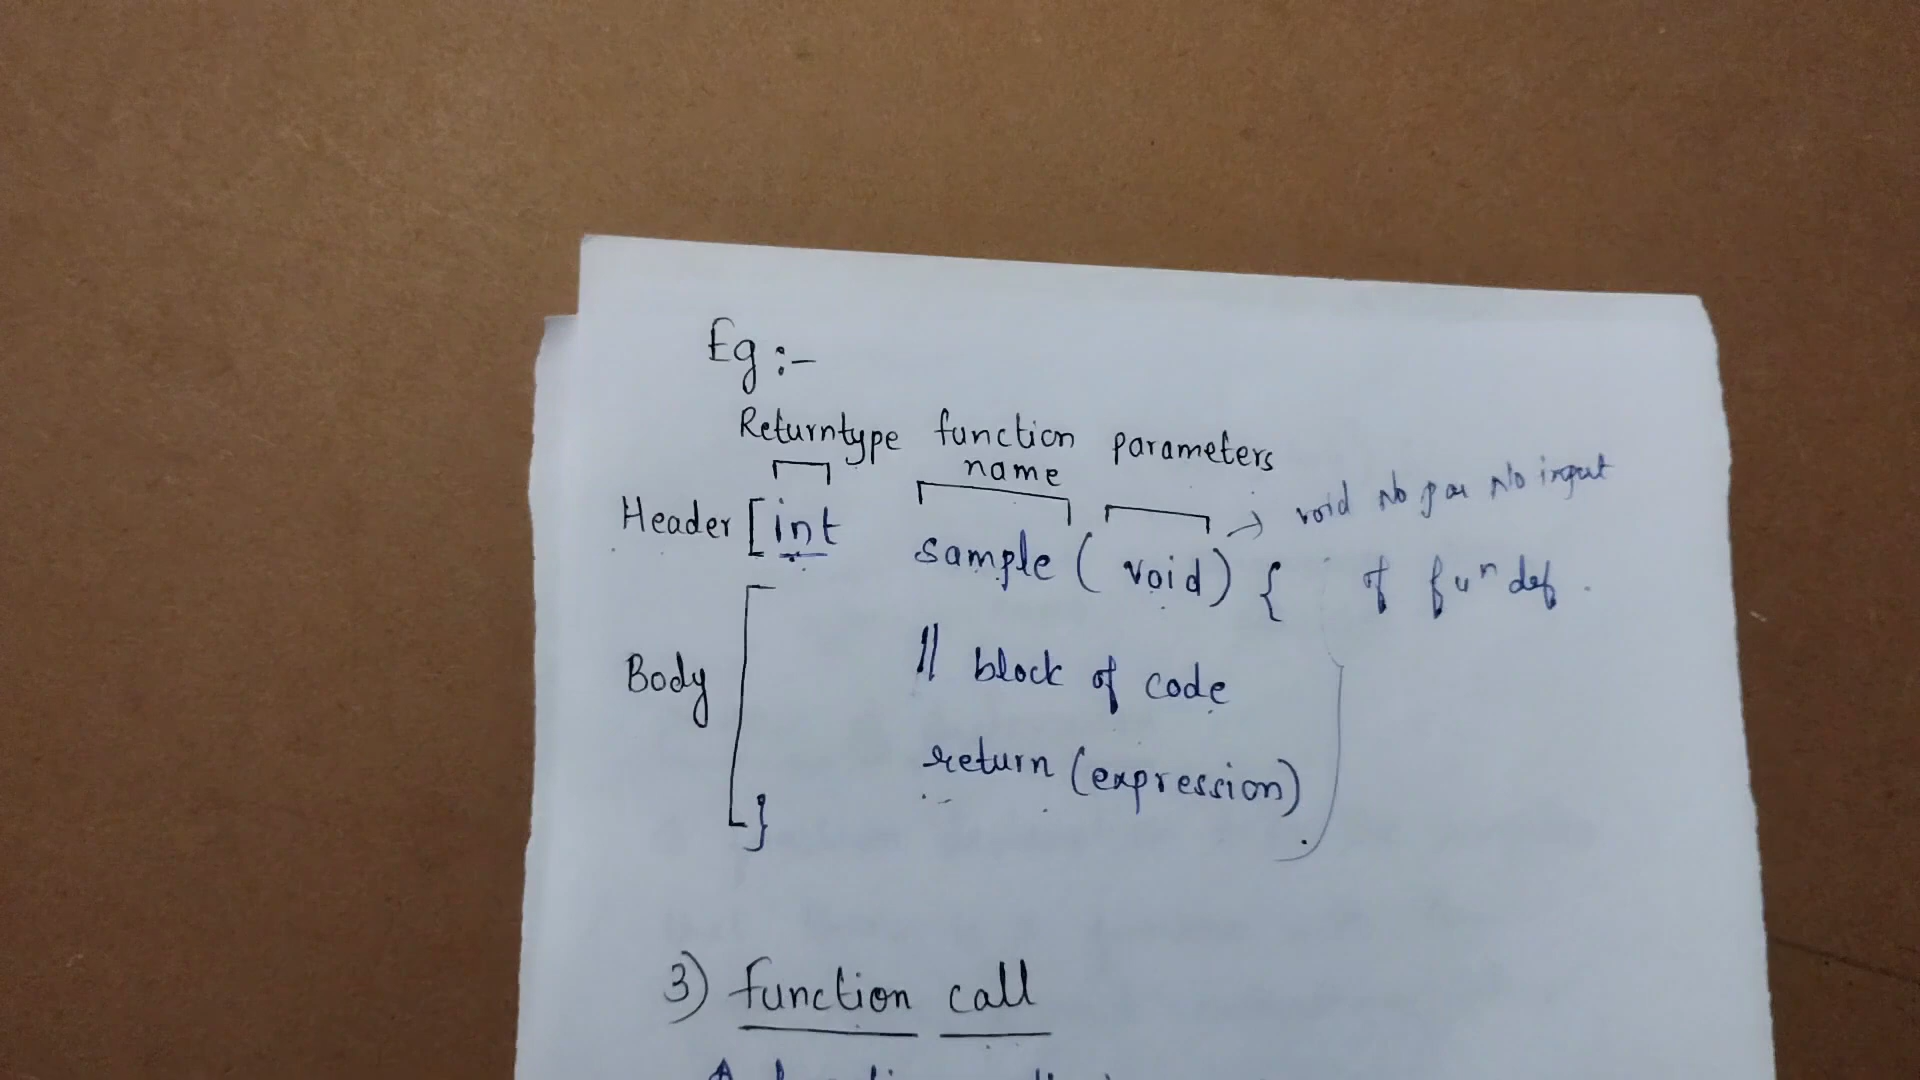 Eg :-
Returntype function name parameters
Header [int sample (void) { → void No par No input
of fuⁿ def.
Body // block of code
return (expression)
}
3) function call